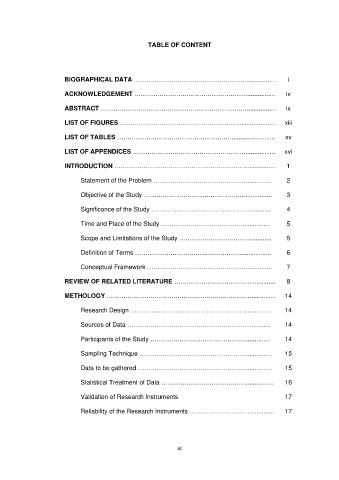 TABLE OF CONTENT
BIOGRAPHICAL DATA ........................................................................ i
ACKNOWLEDGEMENT ........................................................................ iv
ABSTRACT ........................................................................ ix
LIST OF FIGURES ........................................................................ xiii
LIST OF TABLES ........................................................................ xv
LIST OF APPENDICES ........................................................................ xvi
INTRODUCTION ........................................................................ 1
Statement of the Problem ............................................................ 2
Objective of the Study ............................................................ 3
Significance of the Study ............................................................ 4
Time and Place of the Study ...................................................... 5
Scope and Limitations of the Study ................................................ 5
Definition of Terms ............................................................ 6
Conceptual Framework ............................................................ 7
REVIEW OF RELATED LITERATURE ................................................ 8
METHOLOGY ........................................................................ 14
Research Design ............................................................ 14
Sources of Data ............................................................ 14
Participants of the Study ............................................................ 14
Sampling Technique ............................................................ 15
Data to be gathered ............................................................ 15
Statistical Treatment of Data ...................................................... 16
Validation of Research Instruments 17
Reliability of the Research Instruments .......................................... 17
xi